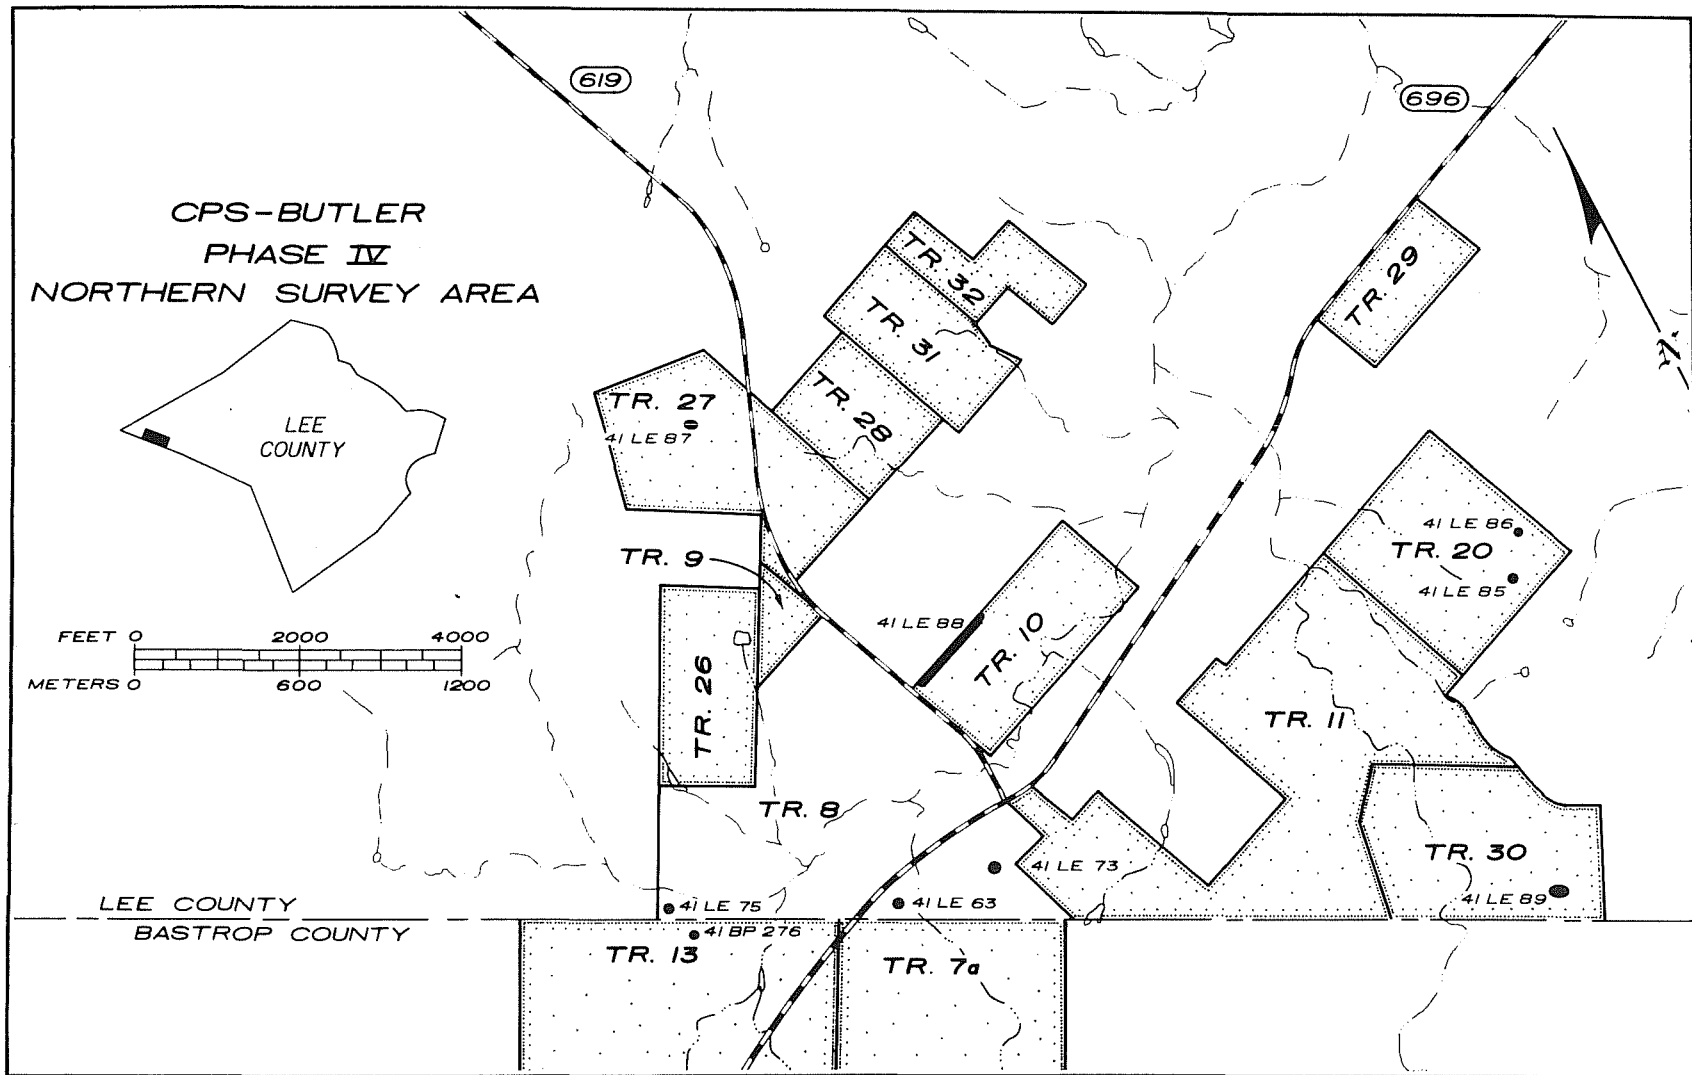 619
696
CPS-BUTLER
PHASE IV
NORTHERN SURVEY AREA
LEE
COUNTY
FEET 0 2000 4000
METERS 0 600 1200
TR. 32
TR. 31
TR. 28
TR. 29
TR. 27
41 LE 87
TR. 9
TR. 26
41 LE 88
TR. 10
41 LE 86
TR. 20
41 LE 85
TR. 11
TR. 8
TR. 30
41 LE 89
41 LE 73
41 LE 75
41 LE 63
LEE COUNTY
BASTROP COUNTY
41 BP 276
TR. 13
TR. 7a